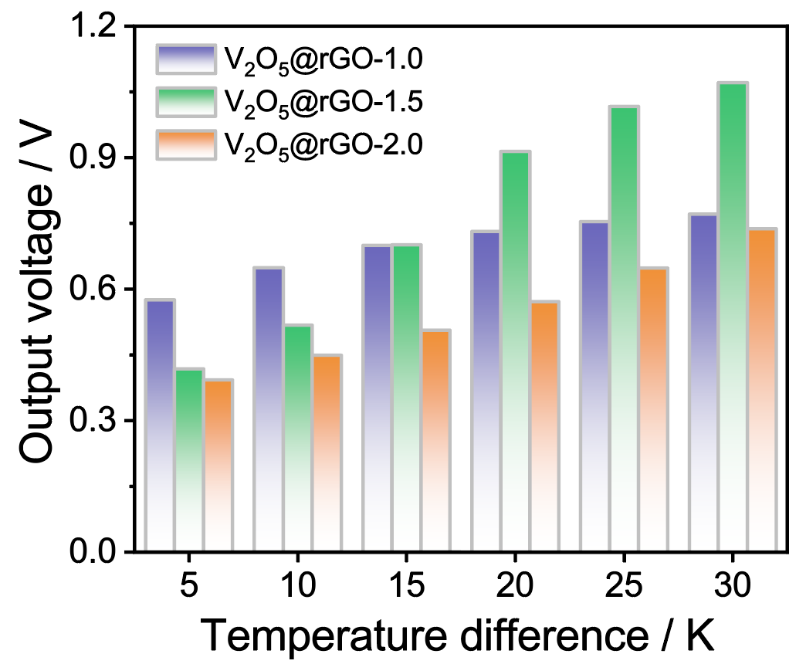 1.2
0.9
0.6
0.3
0.0
Output voltage / V
V₂O₅@rGO-1.0
V₂O₅@rGO-1.5
V₂O₅@rGO-2.0
5 10 15 20 25 30
Temperature difference / K